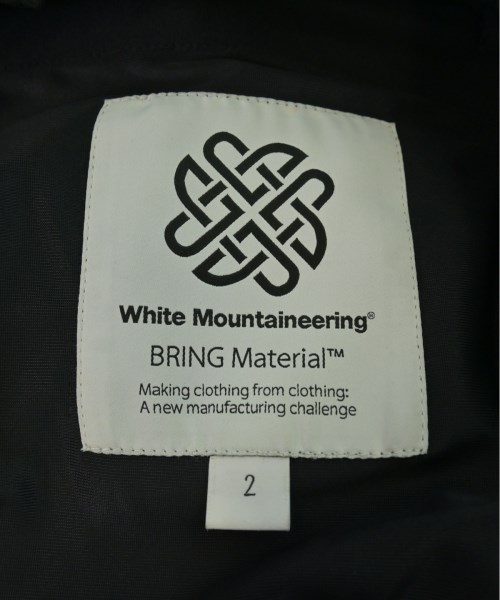 White Mountaineering®
BRING Material™
Making clothing from clothing:
A new manufacturing challenge
2